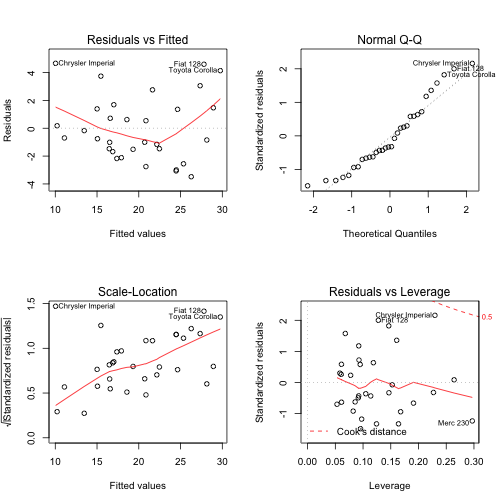 Residuals vs Fitted
Residuals
4
2
0
-2
-4
Chrysler Imperial
Fiat 128
Toyota Corolla
10
15
20
25
30
Fitted values
Normal Q-Q
Standardized residuals
2
1
0
-1
Chrysler Imperial
Fiat 128
Toyota Corolla
-2
-1
0
1
2
Theoretical Quantiles
Scale-Location
√|Standardized residuals|
1.5
1.0
0.5
0.0
Chrysler Imperial
Fiat 128
Toyota Corolla
10
15
20
25
30
Fitted values
Residuals vs Leverage
Standardized residuals
2
1
0
-1
Chrysler Imperial
Fiat 128
0.5
Merc 230
Cook's distance
0.00
0.05
0.10
0.15
0.20
0.25
0.30
Leverage